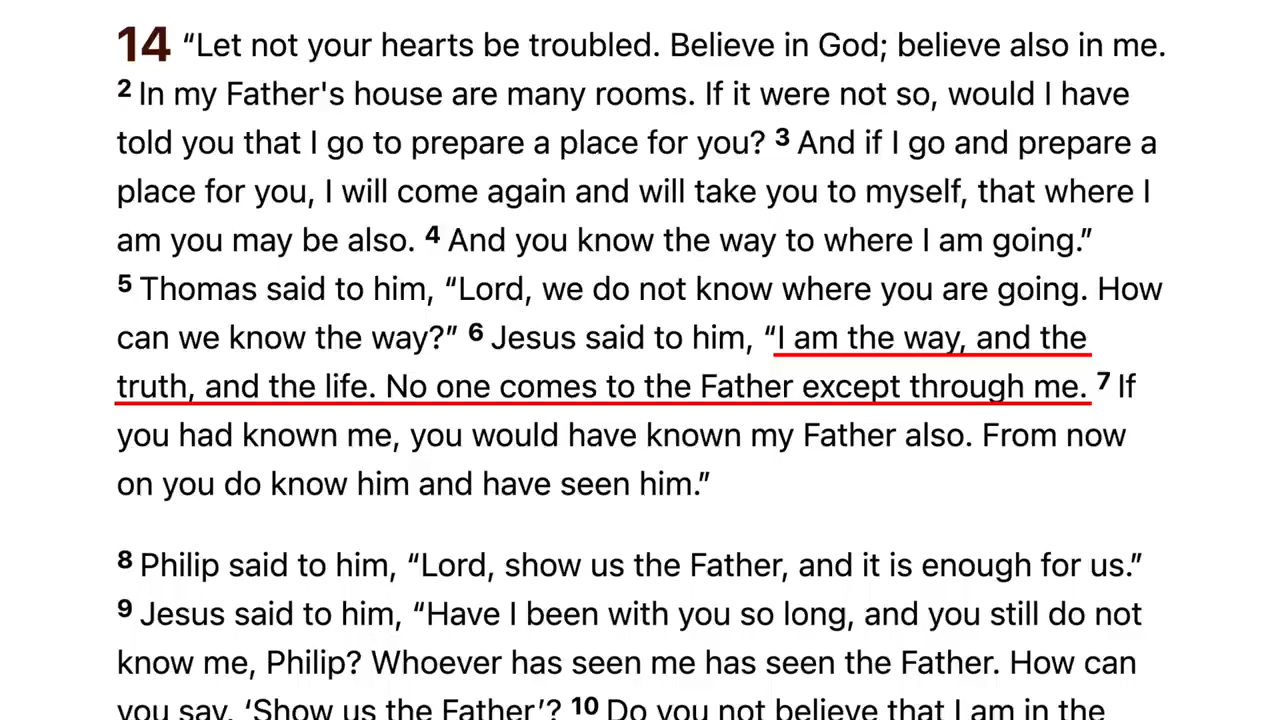 14 “Let not your hearts be troubled. Believe in God; believe also in me.
2 In my Father's house are many rooms. If it were not so, would I have
told you that I go to prepare a place for you? 3 And if I go and prepare a
place for you, I will come again and will take you to myself, that where I
am you may be also. 4 And you know the way to where I am going.”
5 Thomas said to him, “Lord, we do not know where you are going. How
can we know the way?” 6 Jesus said to him, “I am the way, and the
truth, and the life. No one comes to the Father except through me. 7 If
you had known me, you would have known my Father also. From now
on you do know him and have seen him.”
8 Philip said to him, “Lord, show us the Father, and it is enough for us.”
9 Jesus said to him, “Have I been with you so long, and you still do not
know me, Philip? Whoever has seen me has seen the Father. How can
you say, ‘Show us the Father’? 10 Do you not believe that I am in the